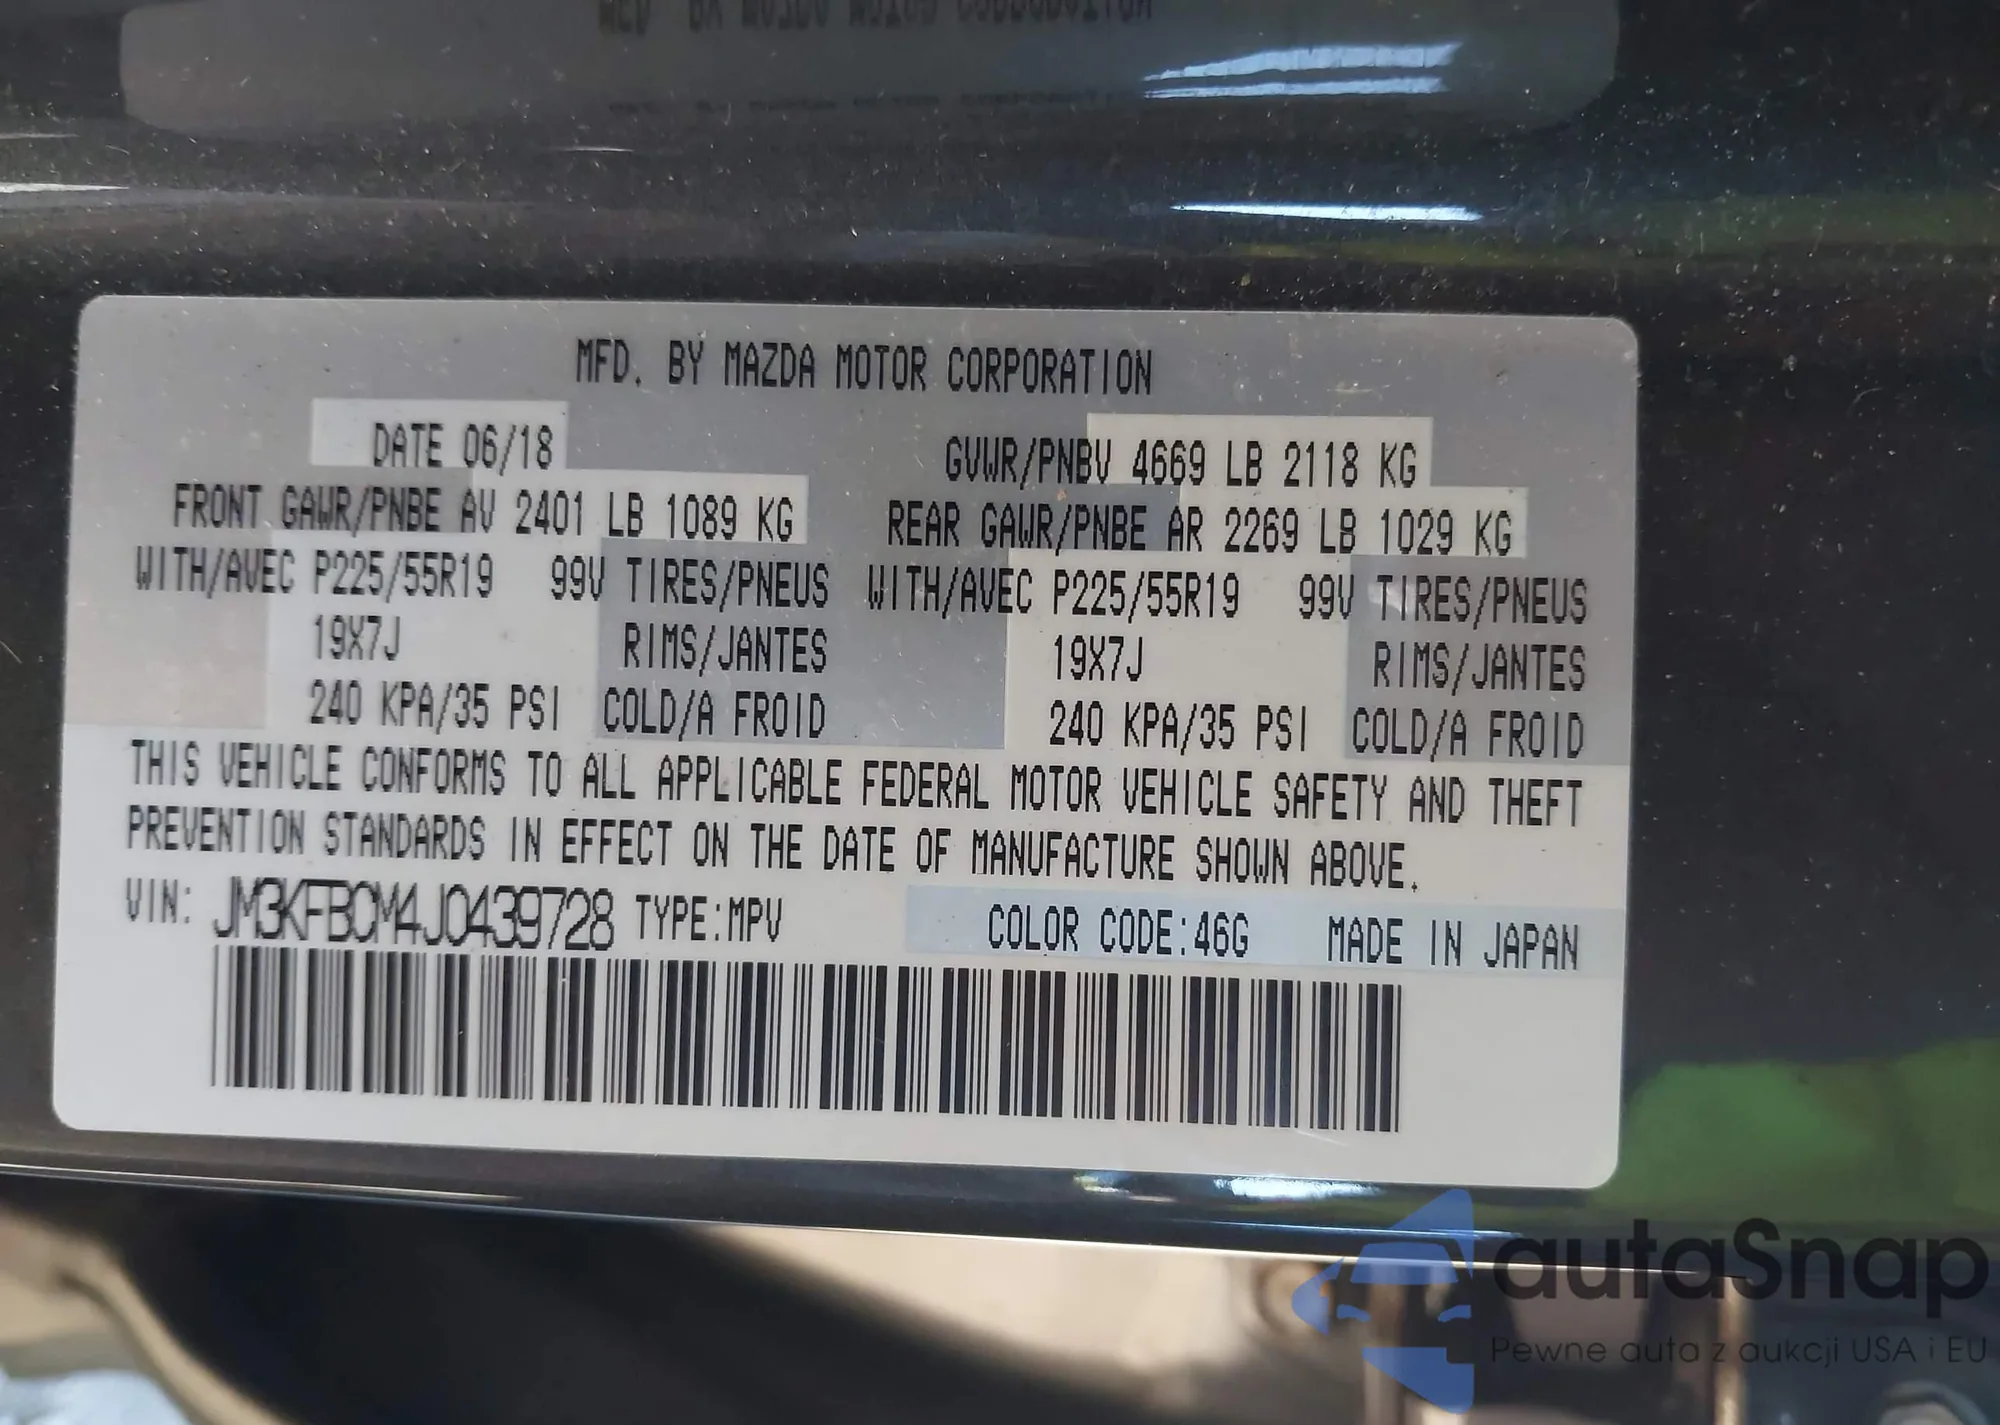 MFD. BY MAZDA MOTOR CORPORATION
DATE 06/18 GVWR/PNBV 4669 LB 2118 KG
FRONT GAWR/PNBE AV 2401 LB 1089 KG REAR GAWR/PNBE AR 2269 LB 1029 KG
WITH/AVEC P225/55R19 99V TIRES/PNEUS WITH/AVEC P225/55R19 99V TIRES/PNEUS
19X7J RIMS/JANTES 19X7J RIMS/JANTES
240 KPA/35 PSI COLD/A FROID 240 KPA/35 PSI COLD/A FROID
THIS VEHICLE CONFORMS TO ALL APPLICABLE FEDERAL MOTOR VEHICLE SAFETY AND THEFT
PREVENTION STANDARDS IN EFFECT ON THE DATE OF MANUFACTURE SHOWN ABOVE.
VIN: JM3KFBCM4J0439728 TYPE:MPV COLOR CODE:46G MADE IN JAPAN
autaSnap
Pewne auta z aukcji USA i EU